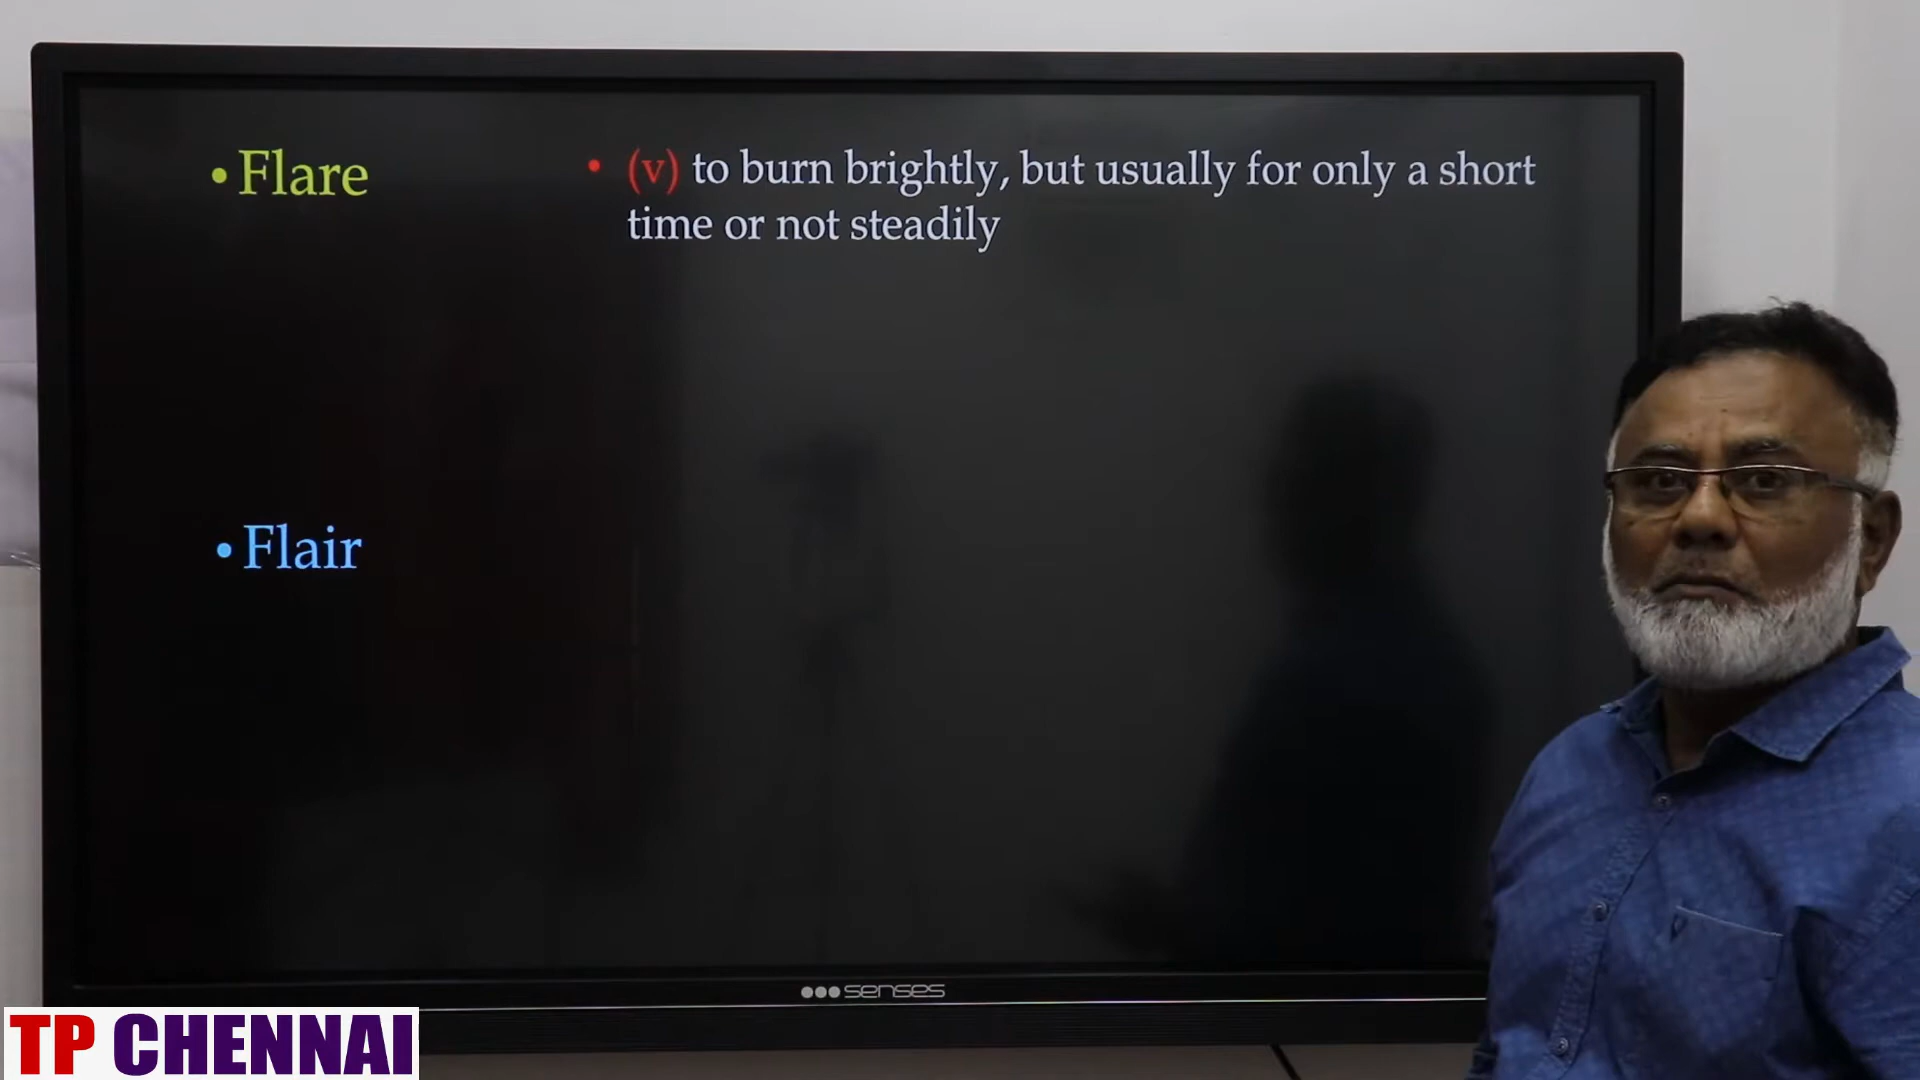 • Flare
• (v) to burn brightly, but usually for only a short
time or not steadily
• Flair
senses
TP CHENNAI